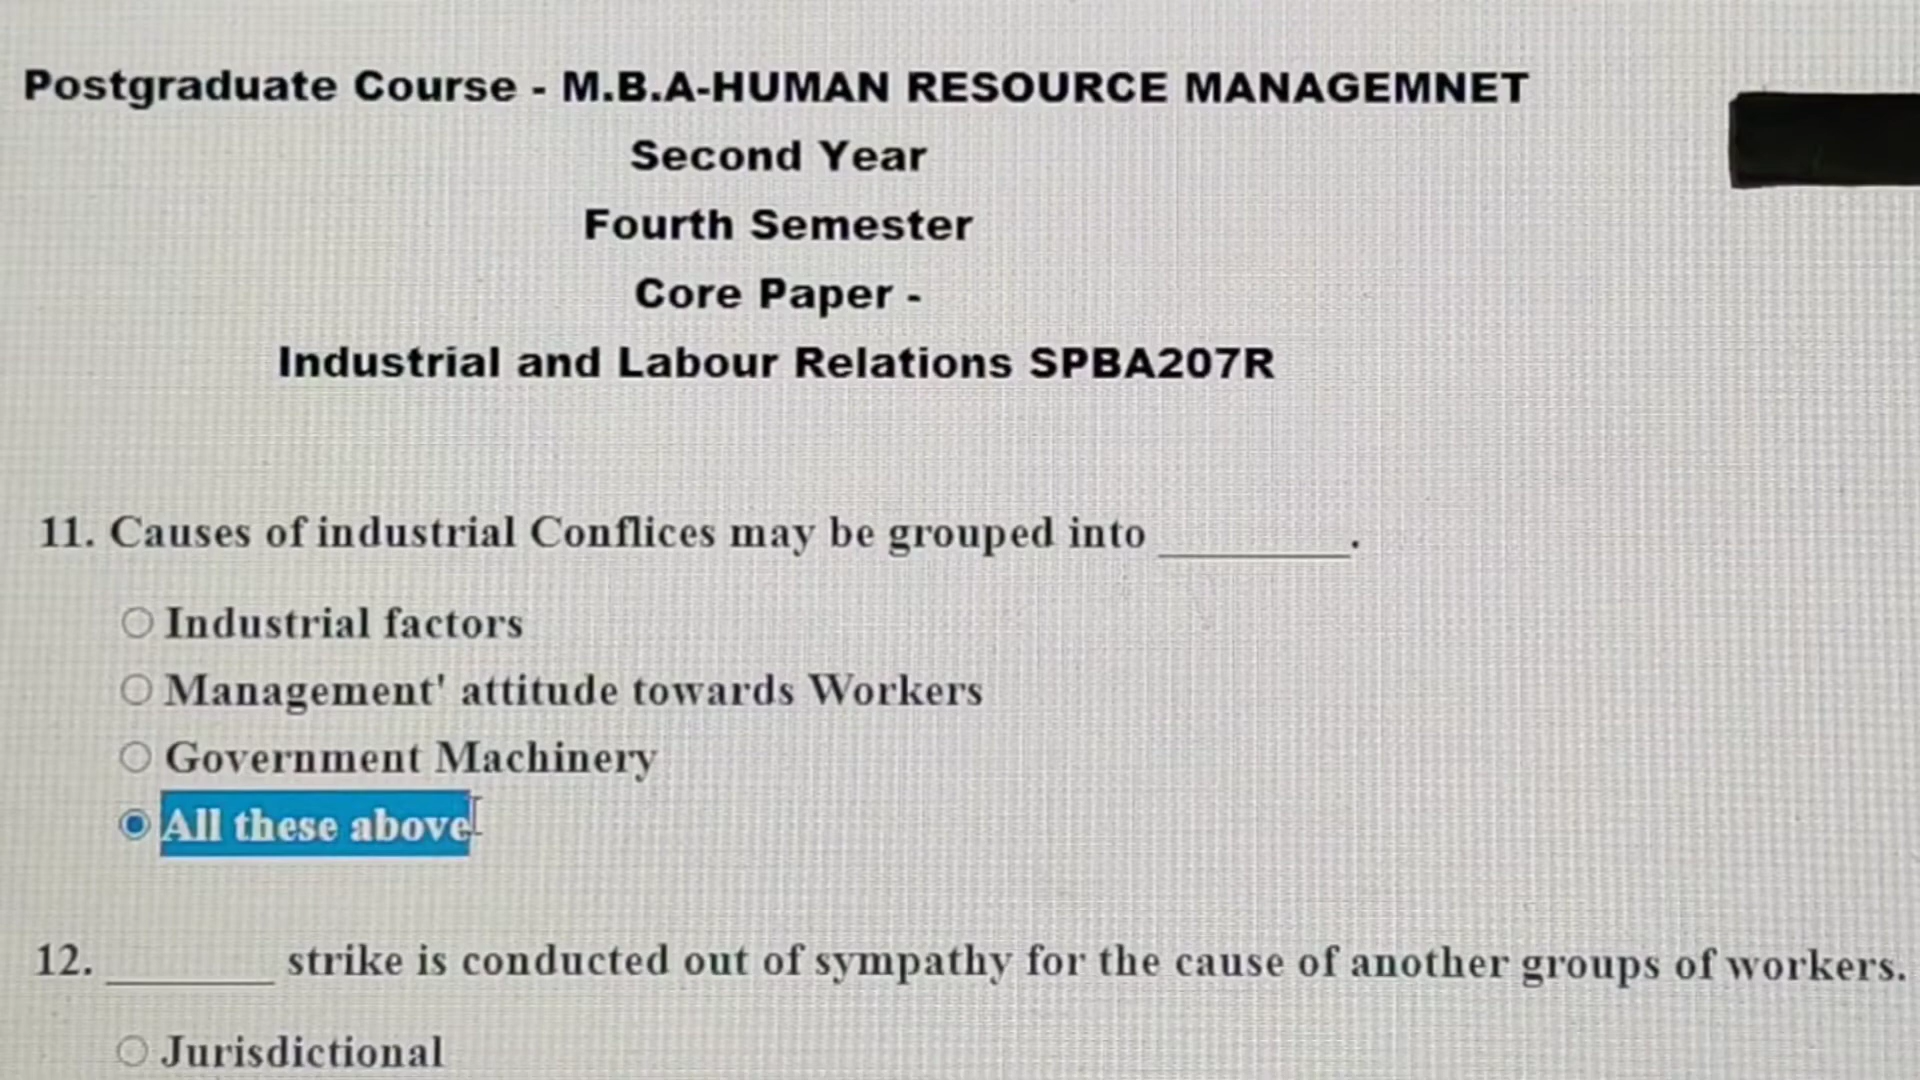 Postgraduate Course - M.B.A-HUMAN RESOURCE MANAGEMNET
Second Year
Fourth Semester
Core Paper -
Industrial and Labour Relations SPBA207R
11. Causes of industrial Conflices may be grouped into ________.
Industrial factors
Management' attitude towards Workers
Government Machinery
All these above
12. _______ strike is conducted out of sympathy for the cause of another groups of workers.
Jurisdictional